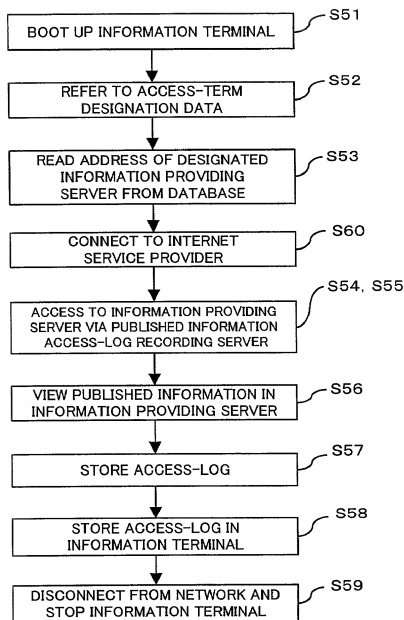 BOOT UP INFORMATION TERMINAL
S51
REFER TO ACCESS-TERM
DESIGNATION DATA
S52
READ ADDRESS OF DESIGNATED
INFORMATION PROVIDING
SERVER FROM DATABASE
S53
CONNECT TO INTERNET
SERVICE PROVIDER
S60
ACCESS TO INFORMATION PROVIDING
SERVER VIA PUBLISHED INFORMATION
ACCESS-LOG RECORDING SERVER
S54, S55
VIEW PUBLISHED INFORMATION IN
INFORMATION PROVIDING SERVER
S56
STORE ACCESS-LOG
S57
STORE ACCESS-LOG IN
INFORMATION TERMINAL
S58
DISCONNECT FROM NETWORK AND
STOP INFORMATION TERMINAL
S59